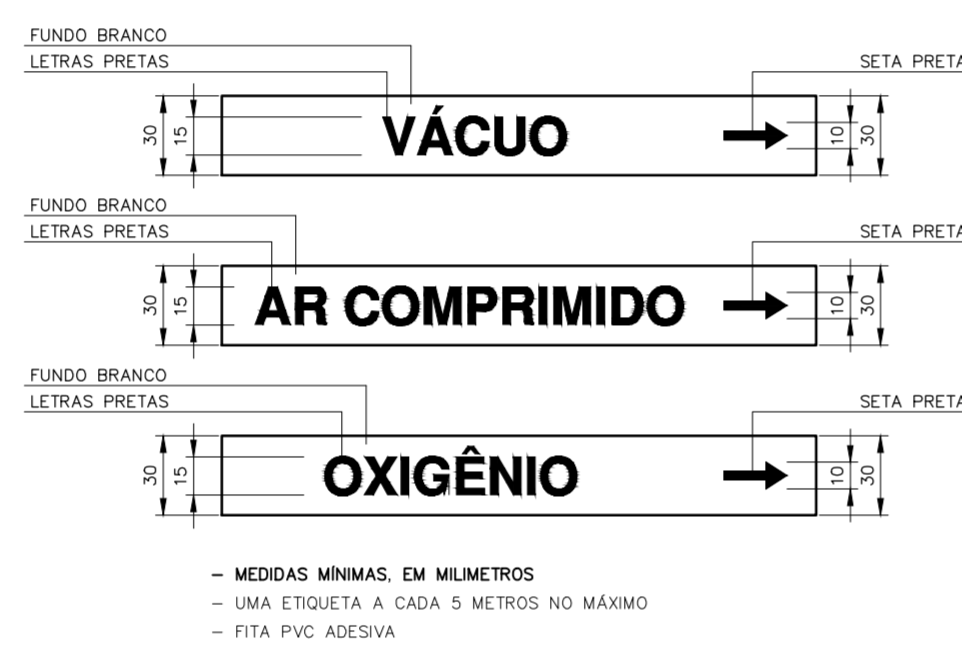 FUNDO BRANCO
LETRAS PRETAS
SETA PRETA
30
15
VÁCUO
10
30
FUNDO BRANCO
LETRAS PRETAS
SETA PRETA
30
15
AR COMPRIMIDO
10
30
FUNDO BRANCO
LETRAS PRETAS
SETA PRETA
30
15
OXIGÊNIO
10
30
– MEDIDAS MÍNIMAS, EM MILIMETROS
– UMA ETIQUETA A CADA 5 METROS NO MÁXIMO
– FITA PVC ADESIVA